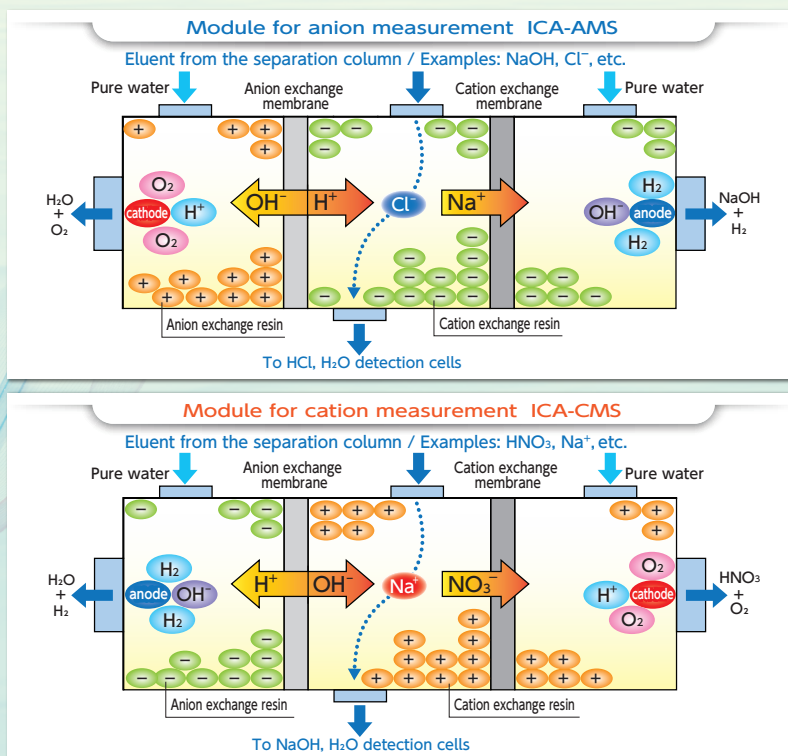 Module for anion measurement ICA-AMS
Eluent from the separation column / Examples: NaOH, Cl⁻, etc.
Pure water
Anion exchange
membrane
Cation exchange
membrane
Pure water
+ + + + − − − − − − − −
O₂
cathode
H⁺
O₂
H₂O
+
O₂
OH⁻
H⁺
Cl⁻
Na⁺
H₂
OH⁻
anode
H₂
NaOH
+
H₂
+ + + + + + + + + + +
− − − − − − − − − − −
− − − − −
Anion exchange resin
Cation exchange resin
To HCl, H₂O detection cells
Module for cation measurement ICA-CMS
Eluent from the separation column / Examples: HNO₃, Na⁺, etc.
Pure water
Anion exchange
membrane
Cation exchange
membrane
Pure water
− − − − + + + + + + + +
H₂
anode
OH⁻
H₂
H₂O
+
H₂
H⁺
OH⁻
Na⁺
NO₃⁻
O₂
H⁺
cathode
O₂
HNO₃
+
O₂
− − − − − − − − − −
+ + + + + + + + + + +
+ + + + + +
Anion exchange resin
Cation exchange resin
To NaOH, H₂O detection cells